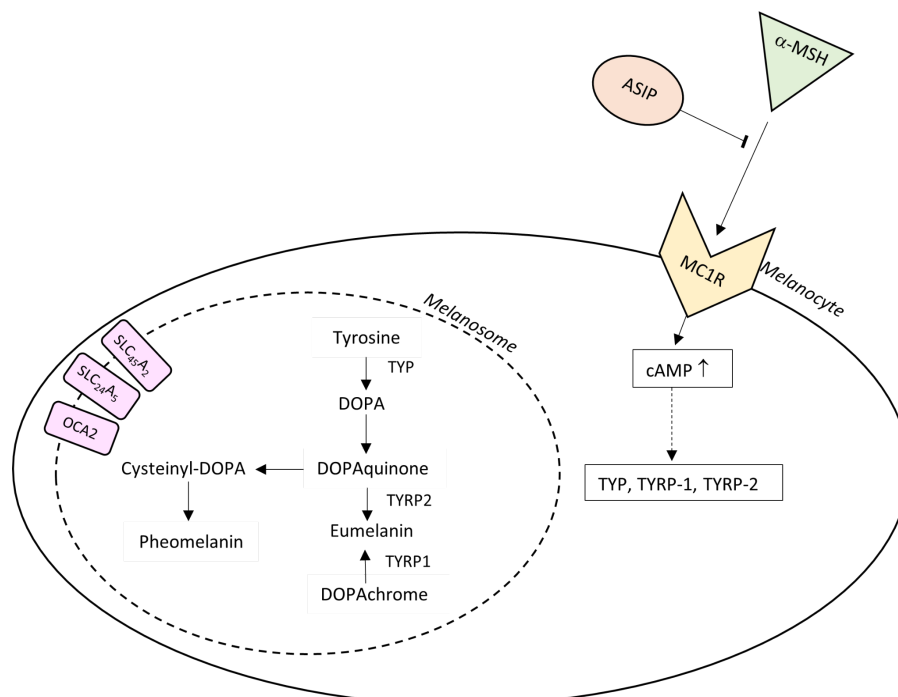 α-MSH
ASIP
MC1R
Melanocyte
Melanosome
SLC45A2
SLC24A5
OCA2
Tyrosine
TYP
DOPA
cAMP ↑
Cysteinyl-DOPA
DOPAquinone
TYP, TYRP-1, TYRP-2
TYRP2
Pheomelanin
Eumelanin
TYRP1
DOPAchrome